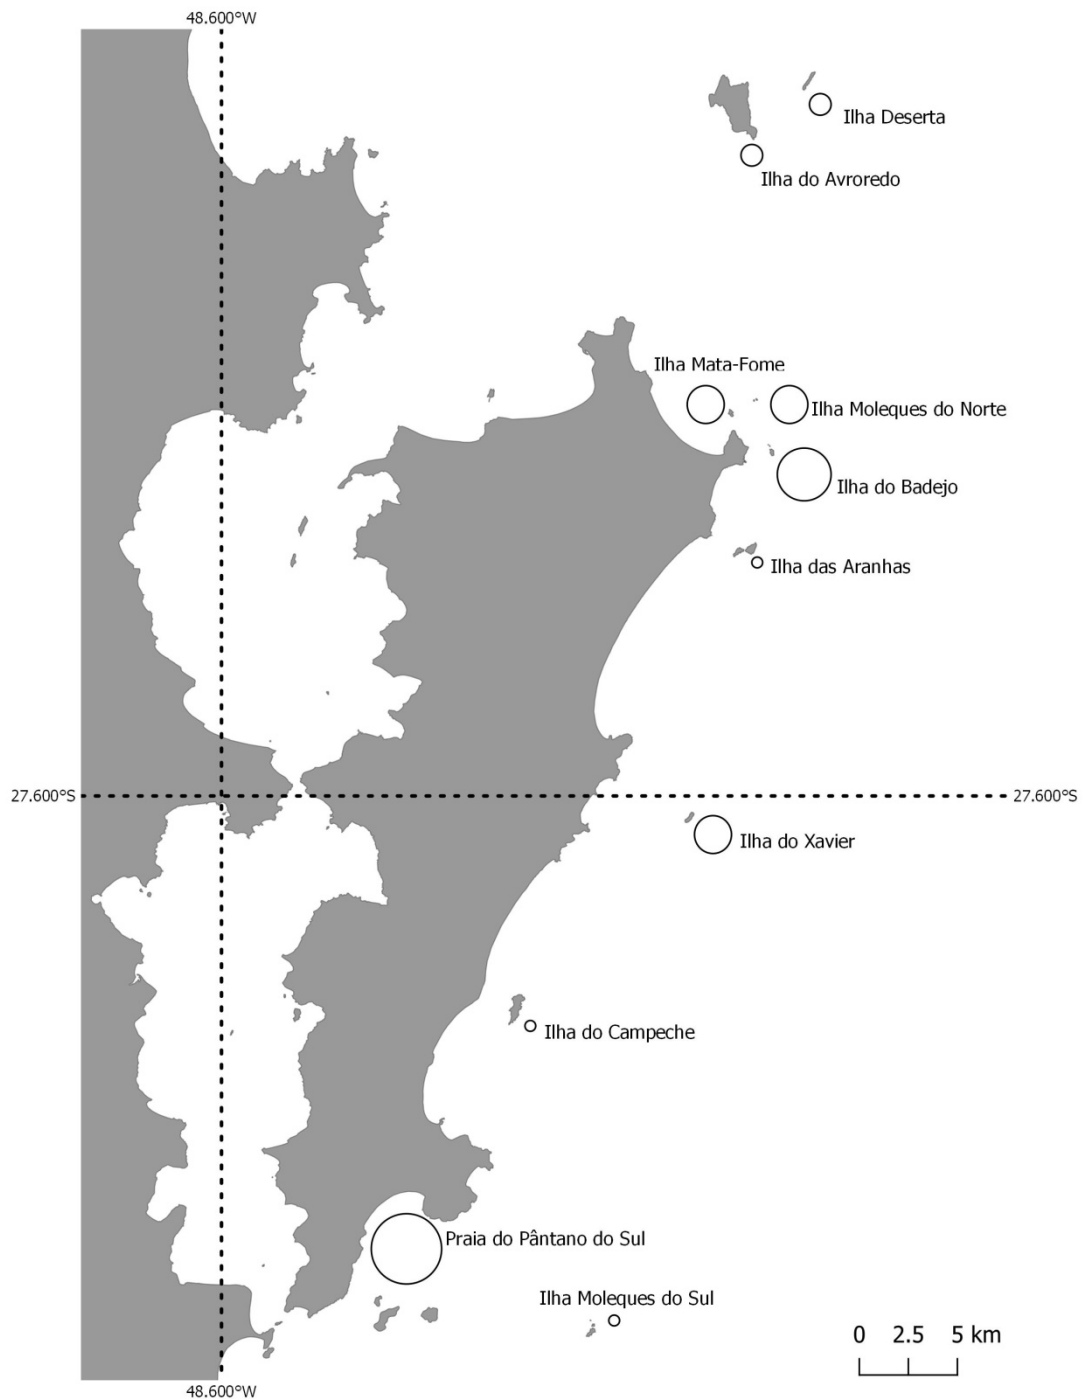 48.600°W
Ilha Deserta
Ilha do Avroredo
Ilha Mata-Fome
Ilha Moleques do Norte
Ilha do Badejo
Ilha das Aranhas
27.600°S
27.600°S
Ilha do Xavier
Ilha do Campeche
Praia do Pântano do Sul
Ilha Moleques do Sul
0 2.5 5 km
48.600°W